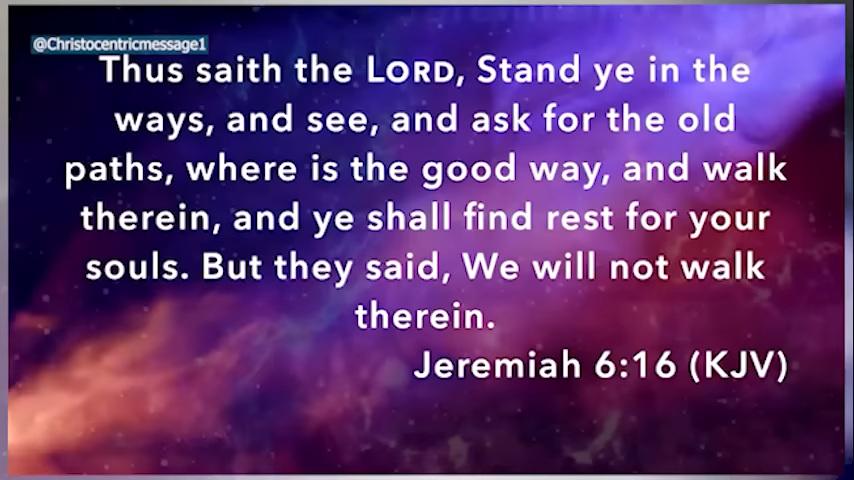 @Christocentricmessage1
Thus saith the LORD, Stand ye in the
ways, and see, and ask for the old
paths, where is the good way, and walk
therein, and ye shall find rest for your
souls. But they said, We will not walk
therein.
Jeremiah 6:16 (KJV)